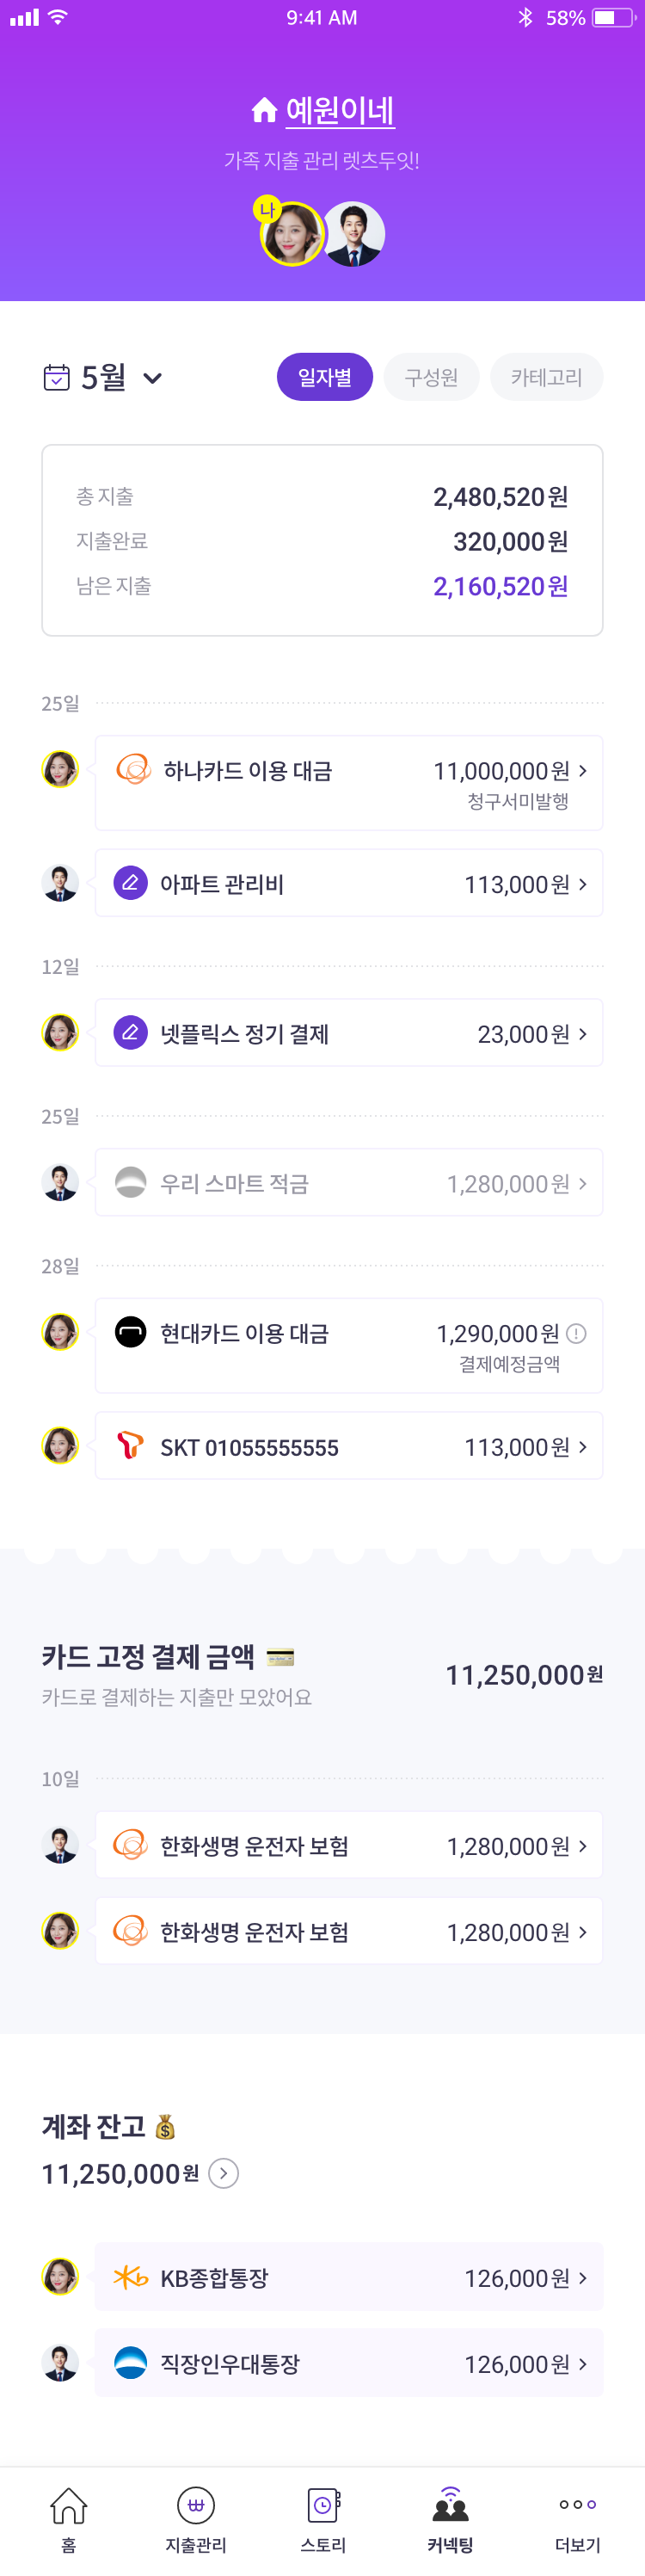 9:41 AM 58%
예원이네
가족 지출 관리 렛츠두잇!
나
5월 일자별 구성원 카테고리
총 지출 2,480,520원
지출완료 320,000원
남은 지출 2,160,520원
25일
하나카드 이용 대금 11,000,000원
청구서미발행
아파트 관리비 113,000원
12일
넷플릭스 정기 결제 23,000원
25일
우리 스마트 적금 1,280,000원
28일
현대카드 이용 대금 1,290,000원
결제예정금액
SKT 01055555555 113,000원
카드 고정 결제 금액 11,250,000원
카드로 결제하는 지출만 모았어요
10일
한화생명 운전자 보험 1,280,000원
한화생명 운전자 보험 1,280,000원
계좌 잔고
11,250,000원
KB종합통장 126,000원
직장인우대통장 126,000원
홈 지출관리 스토리 커넥팅 더보기